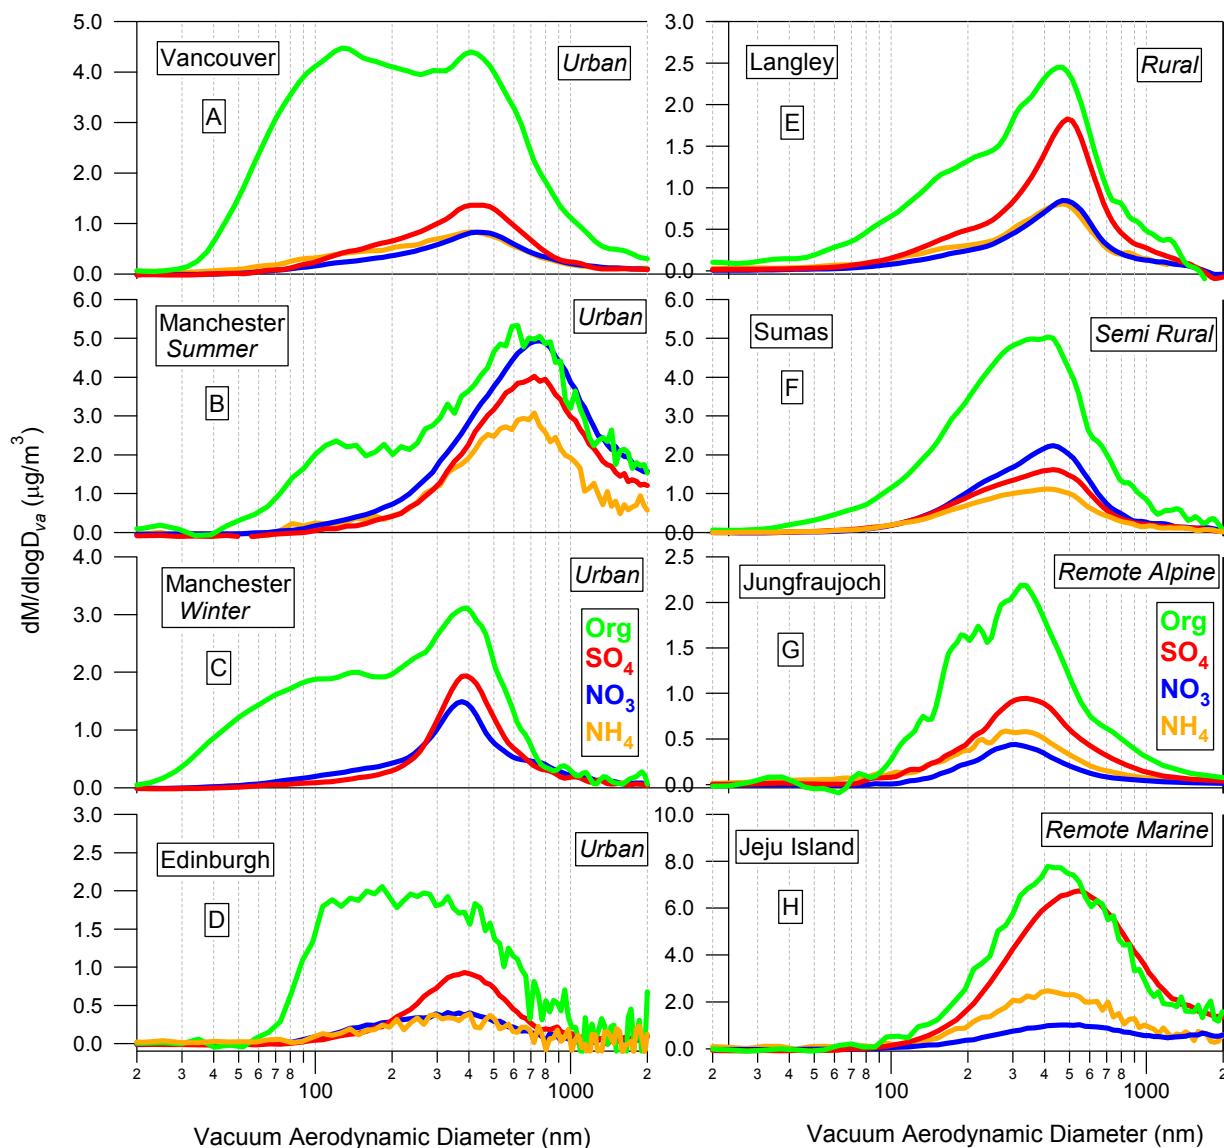 dM/dlogD_va (µg/m³)
5.0
4.0
3.0
2.0
1.0
0.0
Vancouver
Urban
A
3.0
2.5
2.0
1.5
1.0
0.5
0.0
Langley
Rural
E
6.0
5.0
4.0
3.0
2.0
1.0
0.0
Manchester
Summer
Urban
B
6.0
5.0
4.0
3.0
2.0
1.0
0.0
Sumas
Semi Rural
F
4.0
3.0
2.0
1.0
0.0
Manchester
Winter
Urban
C
Org
SO₄
NO₃
NH₄
2.5
2.0
1.5
1.0
0.5
0.0
Jungfraujoch
Remote Alpine
G
Org
SO₄
NO₃
NH₄
3.0
2.5
2.0
1.5
1.0
0.5
0.0
Edinburgh
Urban
D
2 3 4 5 6 7 8 100 2 3 4 5 6 7 8 1000 2
Vacuum Aerodynamic Diameter (nm)
10.0
8.0
6.0
4.0
2.0
0.0
Jeju Island
Remote Marine
H
2 3 4 5 6 7 8 100 2 3 4 5 6 7 8 1000 2
Vacuum Aerodynamic Diameter (nm)